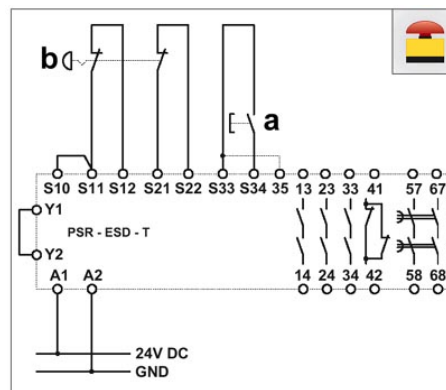 b
a
S10 S11 S12 S21 S22 S33 S34 35 13 23 33 41 57 67
Y1
PSR - ESD - T
Y2
A1 A2 14 24 34 42 58 68
24V DC
GND